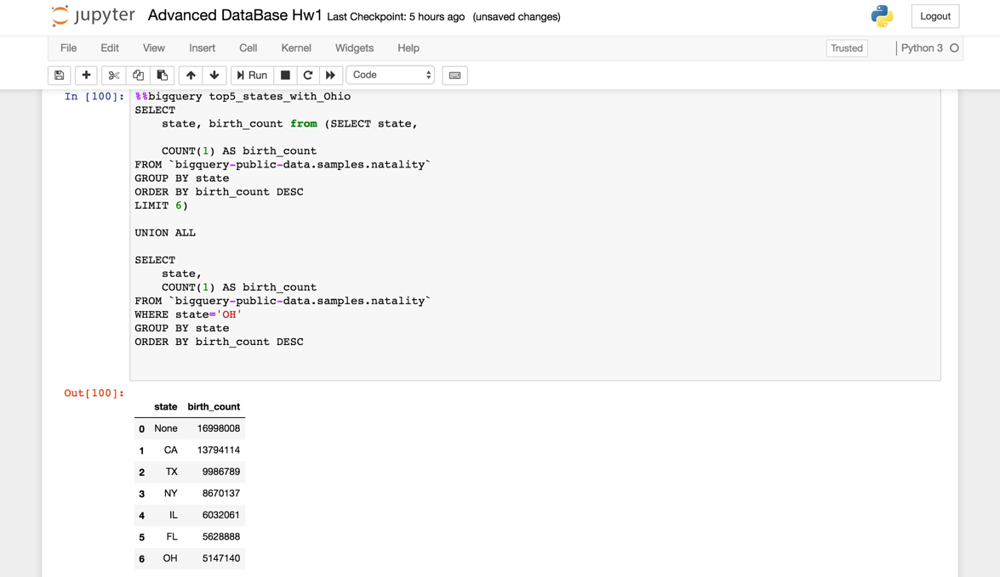 jupyter Advanced DataBase Hw1 Last Checkpoint: 5 hours ago (unsaved changes) Logout
File Edit View Insert Cell Kernel Widgets Help Trusted Python 3
Run Code
In [100]: %%bigquery top5_states_with_Ohio
SELECT
state, birth_count from (SELECT state,
COUNT(1) AS birth_count
FROM `bigquery-public-data.samples.natality`
GROUP BY state
ORDER BY birth_count DESC
LIMIT 6)
UNION ALL
SELECT
state,
COUNT(1) AS birth_count
FROM `bigquery-public-data.samples.natality`
WHERE state='OH'
GROUP BY state
ORDER BY birth_count DESC
Out[100]:
state birth_count
0 None 16998008
1 CA 13794114
2 TX 9986789
3 NY 8670137
4 IL 6032061
5 FL 5628888
6 OH 5147140